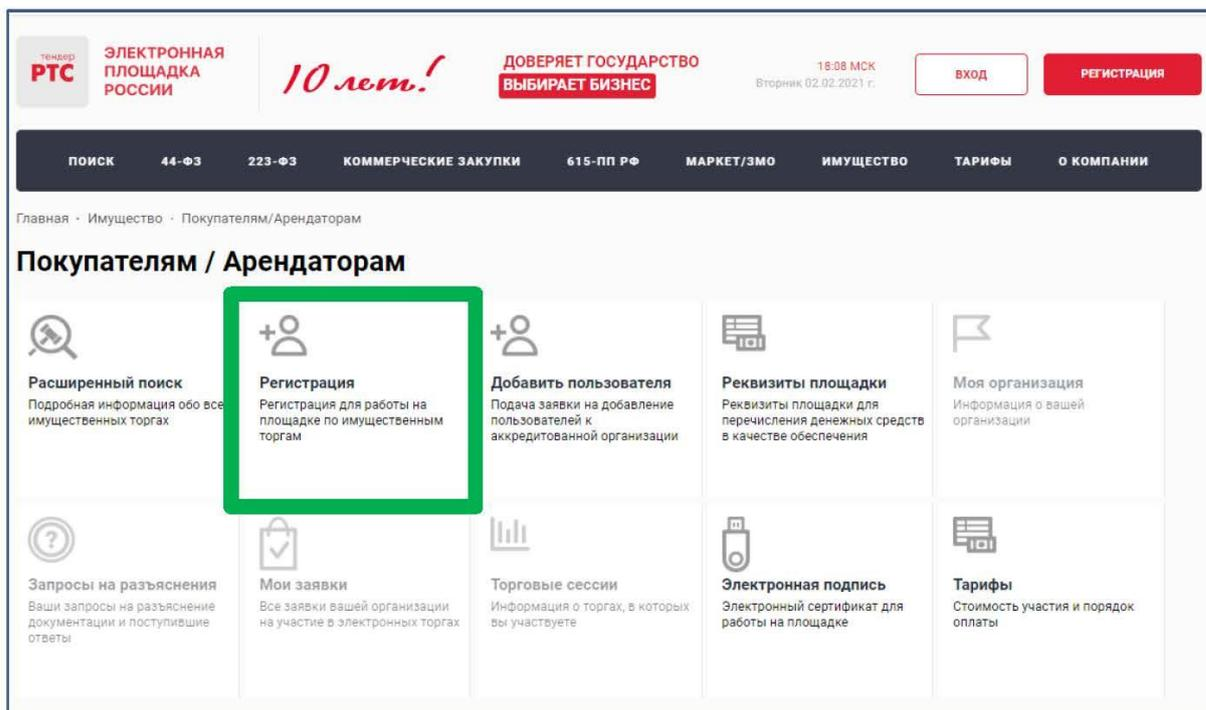 тендер
РТС
ЭЛЕКТРОННАЯ
ПЛОЩАДКА
РОССИИ
10 лет!
ДОВЕРЯЕТ ГОСУДАРСТВО
ВЫБИРАЕТ БИЗНЕС
18:08 МСК
Вторник 02.02.2021 г.
ВХОД
РЕГИСТРАЦИЯ
ПОИСК 44-ФЗ 223-ФЗ КОММЕРЧЕСКИЕ ЗАКУПКИ 615-ПП РФ МАРКЕТ/ЗМО ИМУЩЕСТВО ТАРИФЫ О КОМПАНИИ
Главная · Имущество · Покупателям/Арендаторам
Покупателям / Арендаторам
Расширенный поиск
Подробная информация обо все
имущественных торгах
Регистрация
Регистрация для работы на
площадке по имущественным
торгам
Добавить пользователя
Подача заявки на добавление
пользователей к
аккредитованной организации
Реквизиты площадки
Реквизиты площадки для
перечисления денежных средств
в качестве обеспечения
Моя организация
Информация о вашей
организации
Запросы на разъяснения
Ваши запросы на разъяснение
документации и поступившие
ответы
Мои заявки
Все заявки вашей организации
на участие в электронных торгах
Торговые сессии
Информация о торгах, в которых
вы участвуете
Электронная подпись
Электронный сертификат для
работы на площадке
Тарифы
Стоимость участия и порядок
оплаты